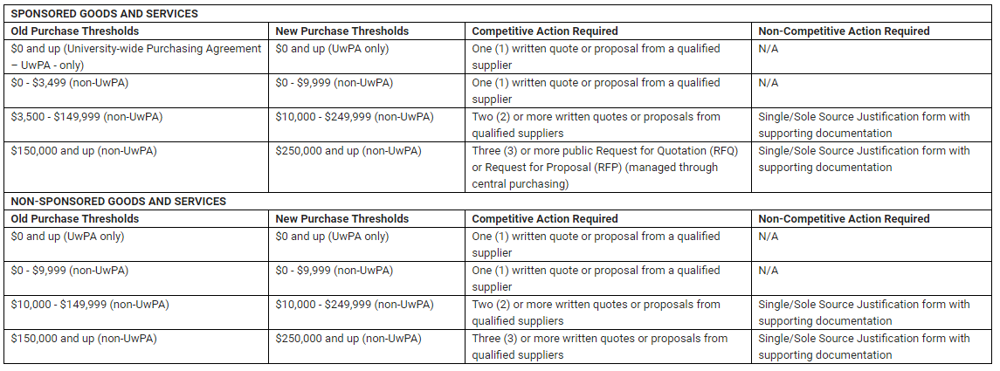 SPONSORED GOODS AND SERVICES
Old Purchase Thresholds New Purchase Thresholds Competitive Action Required Non-Competitive Action Required
$0 and up (University-wide Purchasing Agreement – UwPA - only) $0 and up (UwPA only) One (1) written quote or proposal from a qualified supplier N/A
$0 - $3,499 (non-UwPA) $0 - $9,999 (non-UwPA) One (1) written quote or proposal from a qualified supplier N/A
$3,500 - $149,999 (non-UwPA) $10,000 - $249,999 (non-UwPA) Two (2) or more written quotes or proposals from qualified suppliers Single/Sole Source Justification form with supporting documentation
$150,000 and up (non-UwPA) $250,000 and up (non-UwPA) Three (3) or more public Request for Quotation (RFQ) or Request for Proposal (RFP) (managed through central purchasing) Single/Sole Source Justification form with supporting documentation
NON-SPONSORED GOODS AND SERVICES
Old Purchase Thresholds New Purchase Thresholds Competitive Action Required Non-Competitive Action Required
$0 and up (UwPA only) $0 and up (UwPA only) One (1) written quote or proposal from a qualified supplier N/A
$0 - $9,999 (non-UwPA) $0 - $9,999 (non-UwPA) One (1) written quote or proposal from a qualified supplier N/A
$10,000 - $149,999 (non-UwPA) $10,000 - $249,999 (non-UwPA) Two (2) or more written quotes or proposals from qualified suppliers Single/Sole Source Justification form with supporting documentation
$150,000 and up (non-UwPA) $250,000 and up (non-UwPA) Three (3) or more written quotes or proposals from qualified suppliers Single/Sole Source Justification form with supporting documentation